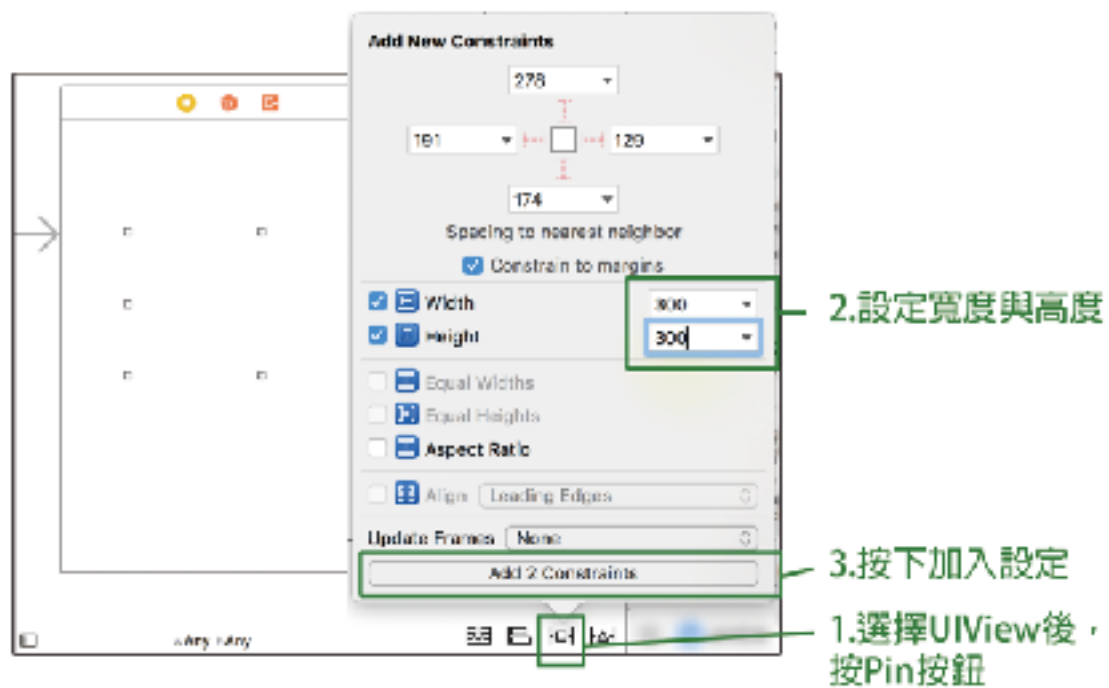 Add New Constraints
278
191
129
174
Spacing to nearest neighbor
Constrain to margins
Width
300
Height
300
Equal Widths
Equal Heights
Aspect Ratio
Align
Leading Edges
Update Frames
None
Add 2 Constraints
wAny hAny
2.設定寬度與高度
3.按下加入設定
1.選擇UIView後，
按Pin按鈕